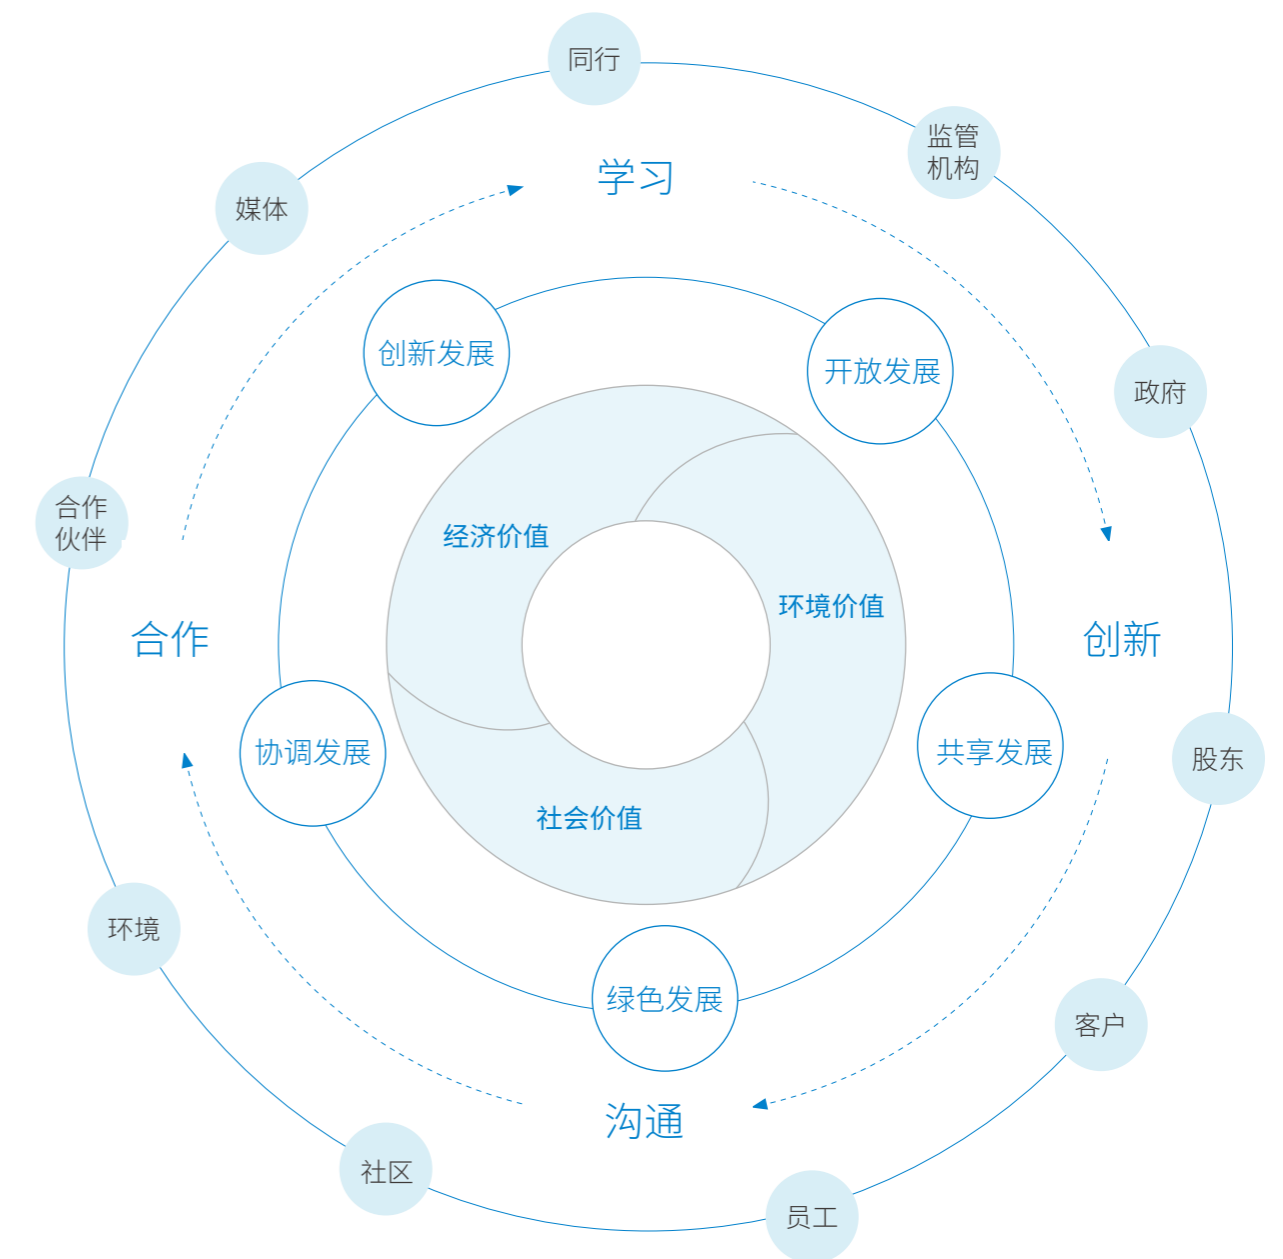 同行
监管
机构
学习
媒体
创新发展
开放发展
政府
合作
伙伴
经济价值
环境价值
合作
创新
协调发展
共享发展
股东
社会价值
环境
绿色发展
客户
沟通
社区
员工